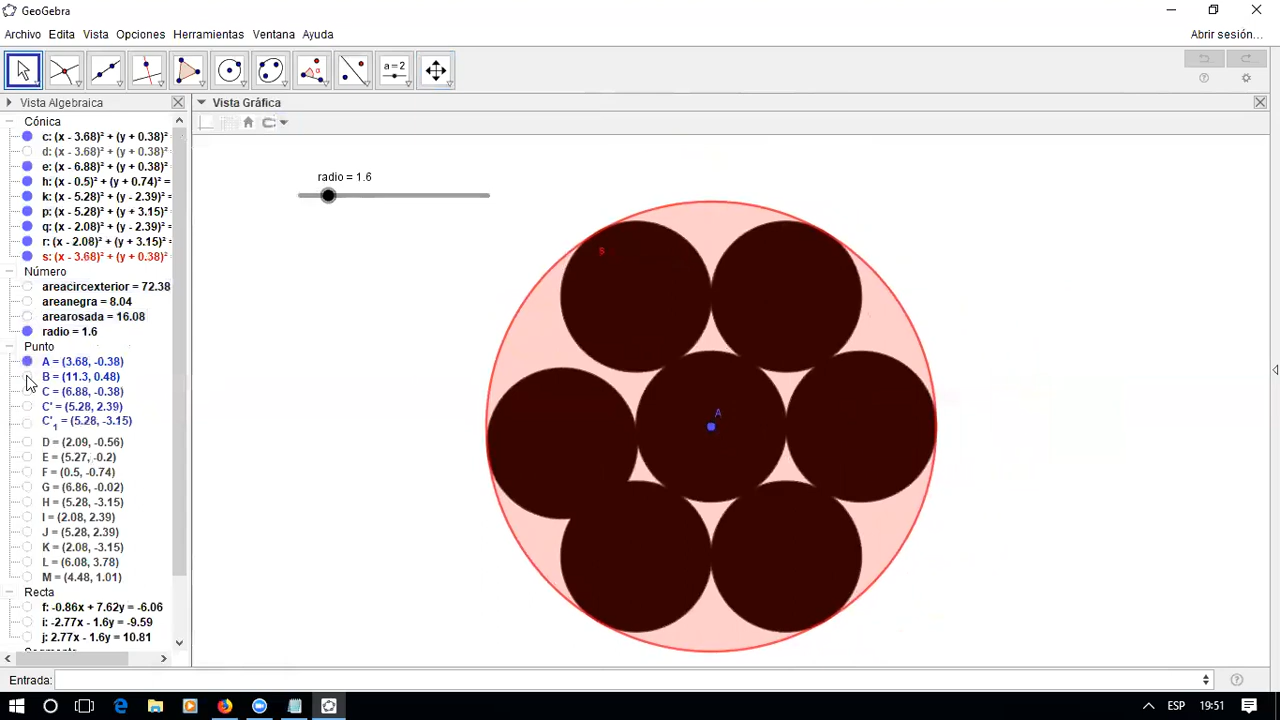 GeoGebra
Archivo Edita Vista Opciones Herramientas Ventana Ayuda
Abrir sesión...
a = 2
Vista Algebraica
Vista Gráfica
Cónica
c: (x - 3.68)² + (y + 0.38)²
d: (x - 3.68)² + (y + 0.38)²
e: (x - 6.88)² + (y + 0.38)²
h: (x - 0.5)² + (y + 0.74)² =
k: (x - 5.28)² + (y - 2.39)² =
p: (x - 5.28)² + (y + 3.15)² =
q: (x - 2.08)² + (y - 2.39)² =
r: (x - 2.08)² + (y + 3.15)² =
s: (x - 3.68)² + (y + 0.38)²
Número
areacircexterior = 72.38
areanegra = 8.04
arearosada = 16.08
radio = 1.6
Punto
A = (3.68, -0.38)
B = (11.3, 0.48)
C = (6.88, -0.38)
C' = (5.28, 2.39)
C'₁ = (5.28, -3.15)
D = (2.09, -0.56)
E = (5.27, -0.2)
F = (0.5, -0.74)
G = (6.86, -0.02)
H = (5.28, -3.15)
I = (2.08, 2.39)
J = (5.28, 2.39)
K = (2.08, -3.15)
L = (6.08, 3.78)
M = (4.48, 1.01)
Recta
f: -0.86x + 7.62y = -6.06
i: -2.77x - 1.6y = -9.59
j: 2.77x - 1.6y = 10.81
radio = 1.6
s
A
Entrada:
ESP 19:51